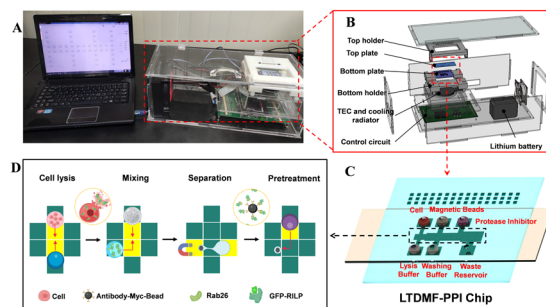 A
B
Top holder
Top plate
Bottom plate
Bottom holder
TEC and cooling
radiator
Control circuit
Lithium battery
D
Cell lysis
Mixing
Separation
Pretreatment
Cell
Antibody-Myc-Bead
Rab26
GFP-RILP
C
Cell
Magnetic Beads
Protease Inhibitor
Lysis
Buffer
Washing
Buffer
Waste
Reservoir
LTDMF-PPI Chip